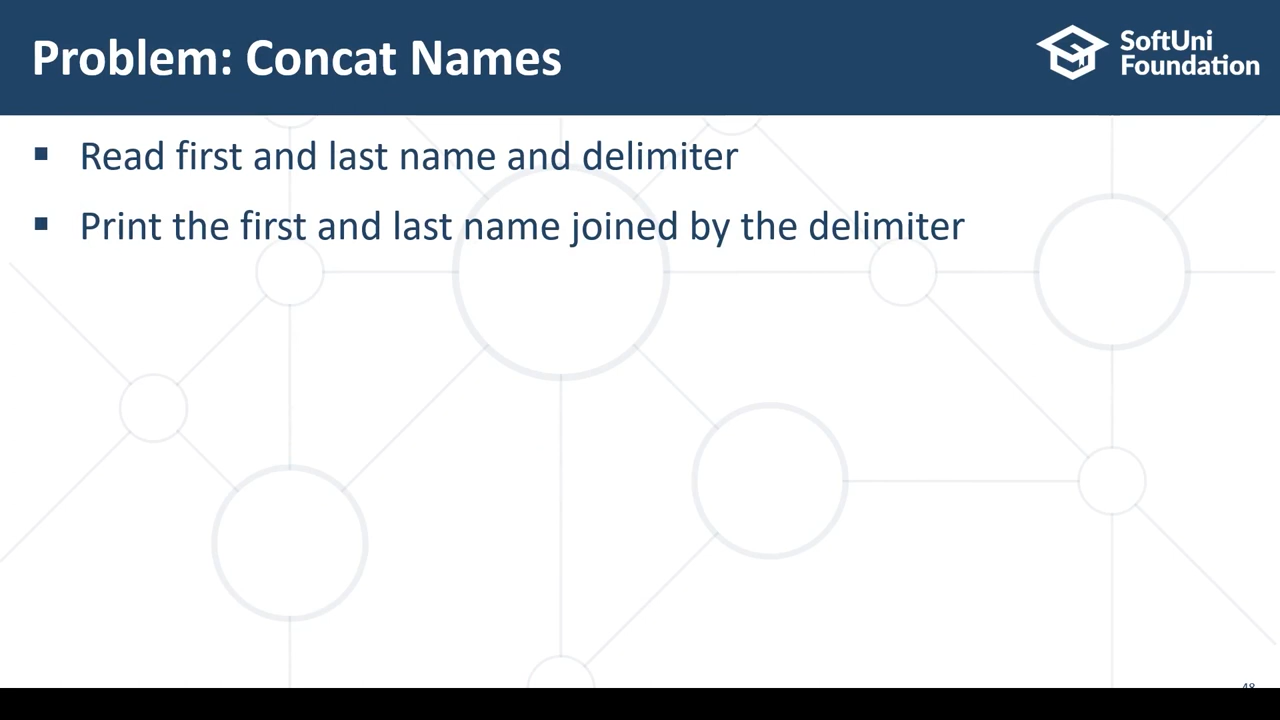 Problem: Concat Names
SoftUni
Foundation
▪ Read first and last name and delimiter
▪ Print the first and last name joined by the delimiter
48